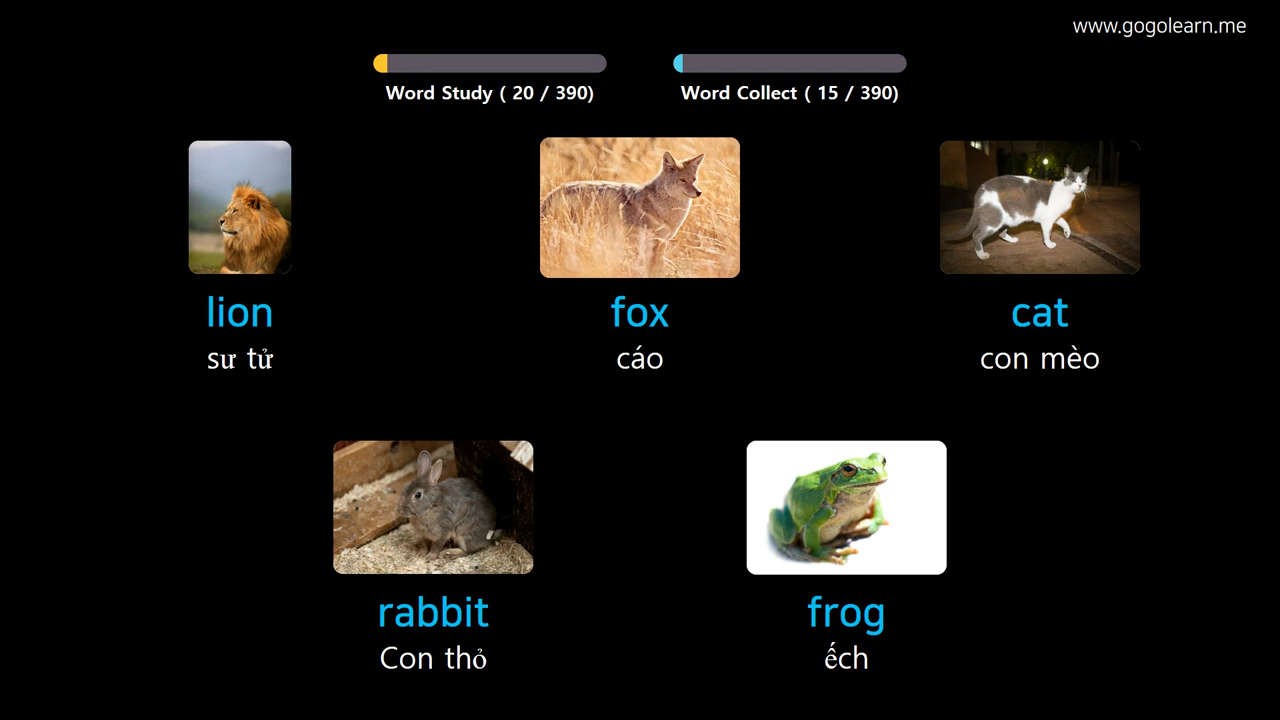 www.gogolearn.me
Word Study ( 20 / 390)
Word Collect ( 15 / 390)
lion
fox
cat
sư tử
cáo
con mèo
rabbit
frog
Con thỏ
ếch